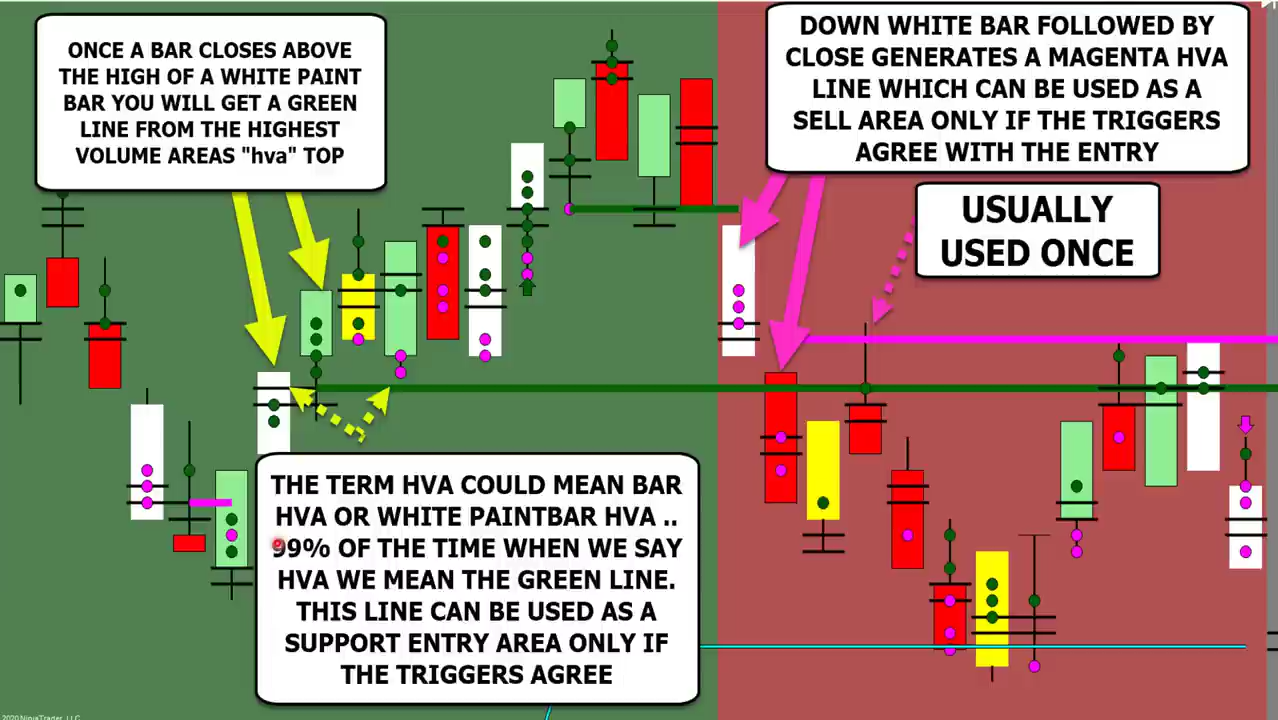 ONCE A BAR CLOSES ABOVE
THE HIGH OF A WHITE PAINT
BAR YOU WILL GET A GREEN
LINE FROM THE HIGHEST
VOLUME AREAS "hva" TOP
DOWN WHITE BAR FOLLOWED BY
CLOSE GENERATES A MAGENTA HVA
LINE WHICH CAN BE USED AS A
SELL AREA ONLY IF THE TRIGGERS
AGREE WITH THE ENTRY
USUALLY
USED ONCE
THE TERM HVA COULD MEAN BAR
HVA OR WHITE PAINTBAR HVA ..
99% OF THE TIME WHEN WE SAY
HVA WE MEAN THE GREEN LINE.
THIS LINE CAN BE USED AS A
SUPPORT ENTRY AREA ONLY IF
THE TRIGGERS AGREE
2020 NinjaTrader, LLC